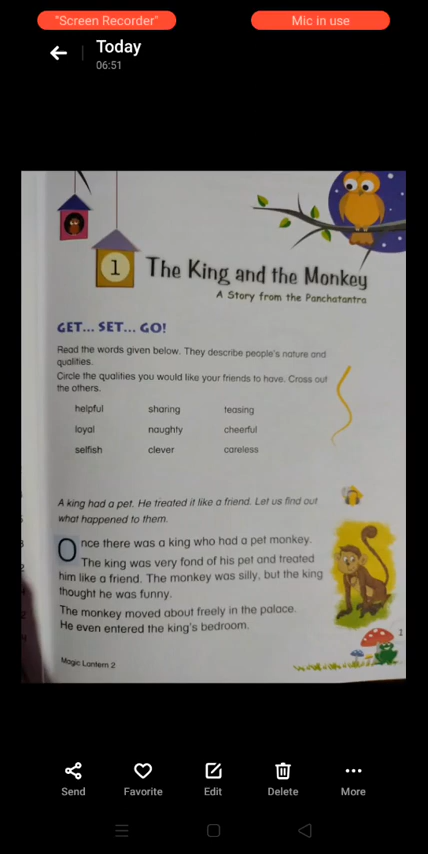 "Screen Recorder"
Mic in use
Today
06:51
1 The King and the Monkey
A Story from the Panchatantra
GET... SET... GO!
Read the words given below. They describe people's nature and
qualities.
Circle the qualities you would like your friends to have. Cross out
the others.
helpful sharing teasing
loyal naughty cheerful
selfish clever careless
A king had a pet. He treated it like a friend. Let us find out
what happened to them.
Once there was a king who had a pet monkey.
The king was very fond of his pet and treated
him like a friend. The monkey was silly, but the king
thought he was funny.
The monkey moved about freely in the palace.
He even entered the king's bedroom.
1
Magic Lantern 2
Send Favorite Edit Delete More